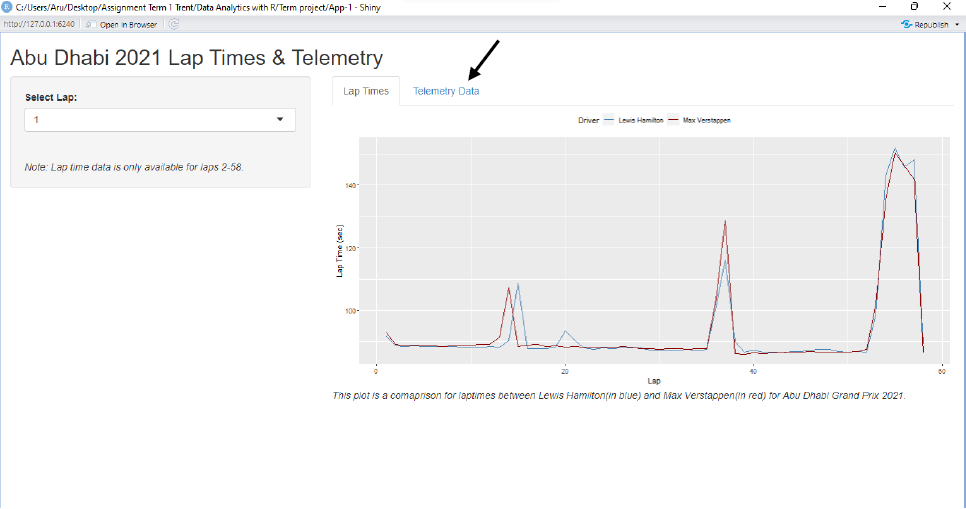 C:/Users/Aru/Desktop/Assignment Term 1 Trent/Data Analytics with R/Term project/App-1 - Shiny
http://127.0.0.1:6240 Open in Browser Republish
Abu Dhabi 2021 Lap Times & Telemetry
Select Lap:
1
Note: Lap time data is only available for laps 2-58.
Lap Times Telemetry Data
Driver Lewis Hamilton Max Verstappen
Lap Time (sec)
140
120
100
0 20 40 60
Lap
This plot is a comaprison for laptimes between Lewis Hamilton(in blue) and Max Verstappen(in red) for Abu Dhabi Grand Prix 2021.